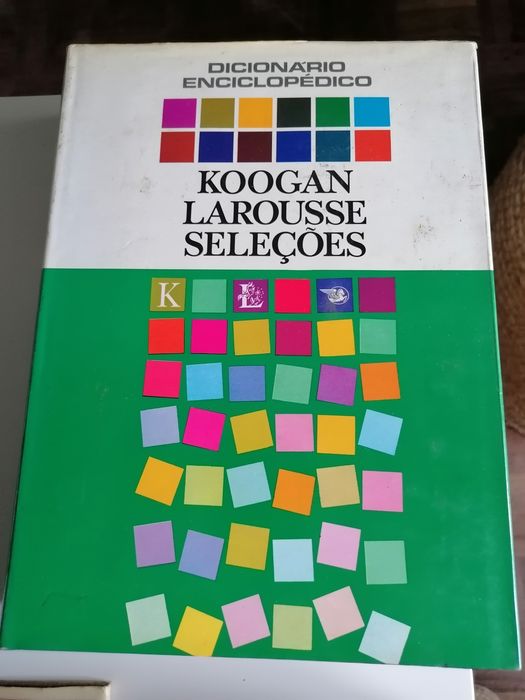 DICIONÁRIO
ENCICLOPÉDICO
KOOGAN
LAROUSSE
SELEÇÕES
K
L